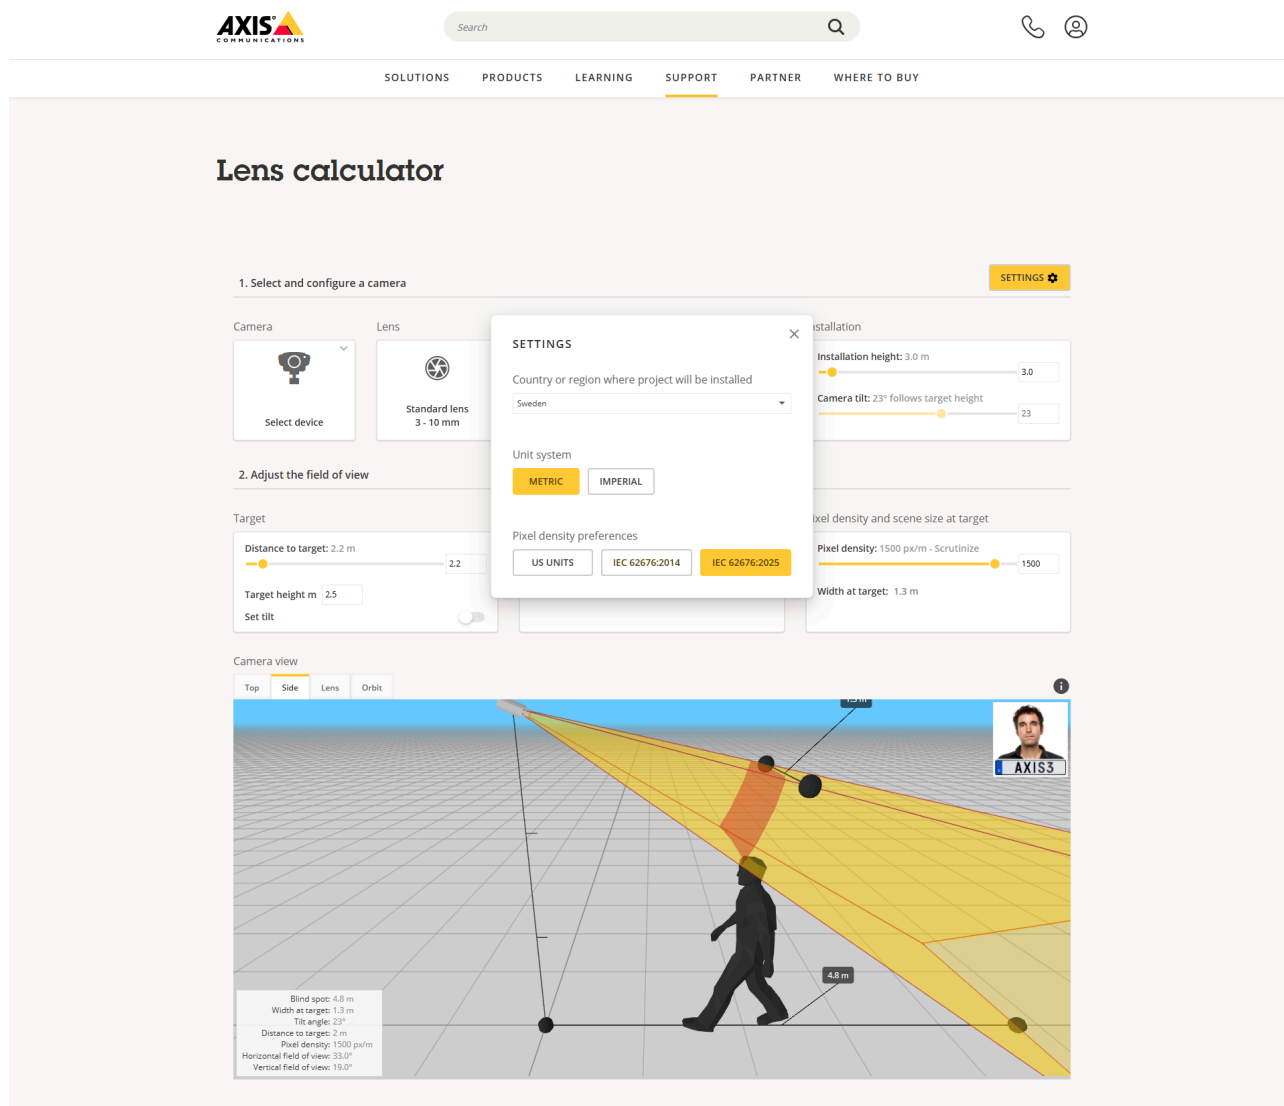 AXIS
COMMUNICATIONS
Search
SOLUTIONS PRODUCTS LEARNING SUPPORT PARTNER WHERE TO BUY
Lens calculator
1. Select and configure a camera
SETTINGS
Camera
Select device
Lens
Standard lens
3 - 10 mm
SETTINGS
Country or region where project will be installed
Sweden
Unit system
METRIC IMPERIAL
Pixel density preferences
US UNITS IEC 62676:2014 IEC 62676:2025
Installation height: 3.0 m
3.0
Camera tilt: 23° follows target height
23
2. Adjust the field of view
Target
Distance to target: 2.2 m
2.2
Target height m 2.5
Set tilt
density and scene size at target
Pixel density: 1500 px/m - Scrutinize
1500
Width at target: 1.3 m
Camera view
Top Side Lens Orbit
AXIS3
4.8 m
Blind spot: 4.8 m
Width at target: 1.3 m
Tilt angle: 23°
Distance to target: 2 m
Pixel density: 1500 px/m
Horizontal field of view: 33.0°
Vertical field of view: 19.0°